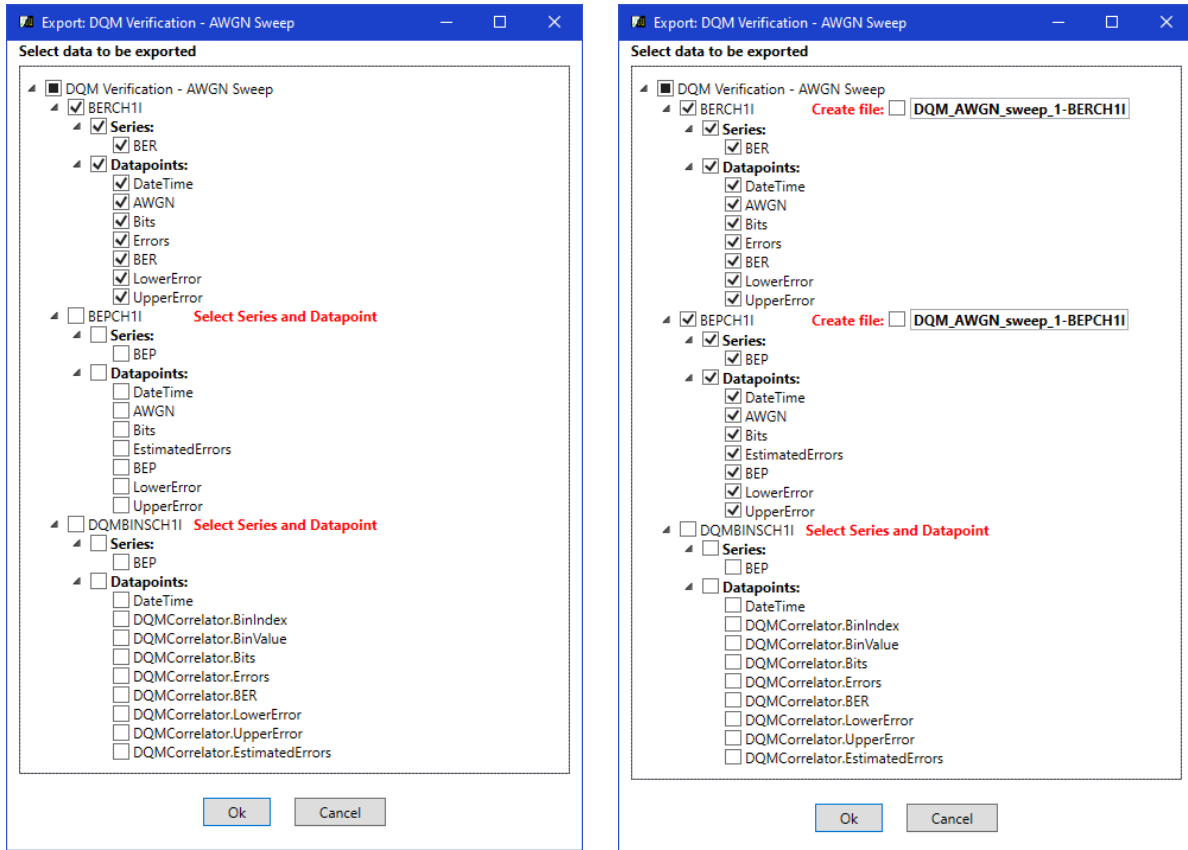 Export: DQM Verification - AWGN Sweep
Select data to be exported
DQM Verification - AWGN Sweep
BERCH1I
Series:
BER
Datapoints:
DateTime
AWGN
Bits
Errors
BER
LowerError
UpperError
BEPCH1I Select Series and Datapoint
Series:
BEP
Datapoints:
DateTime
AWGN
Bits
EstimatedErrors
BEP
LowerError
UpperError
DQMBINSCH1I Select Series and Datapoint
Series:
BEP
Datapoints:
DateTime
DQMCorrelator.BinIndex
DQMCorrelator.BinValue
DQMCorrelator.Bits
DQMCorrelator.Errors
DQMCorrelator.BER
DQMCorrelator.LowerError
DQMCorrelator.UpperError
DQMCorrelator.EstimatedErrors
Ok Cancel
Export: DQM Verification - AWGN Sweep
Select data to be exported
DQM Verification - AWGN Sweep
BERCH1I Create file: DQM_AWGN_sweep_1-BERCH1I
Series:
BER
Datapoints:
DateTime
AWGN
Bits
Errors
BER
LowerError
UpperError
BEPCH1I Create file: DQM_AWGN_sweep_1-BEPCH1I
Series:
BEP
Datapoints:
DateTime
AWGN
Bits
EstimatedErrors
BEP
LowerError
UpperError
DQMBINSCH1I Select Series and Datapoint
Series:
BEP
Datapoints:
DateTime
DQMCorrelator.BinIndex
DQMCorrelator.BinValue
DQMCorrelator.Bits
DQMCorrelator.Errors
DQMCorrelator.BER
DQMCorrelator.LowerError
DQMCorrelator.UpperError
DQMCorrelator.EstimatedErrors
Ok Cancel